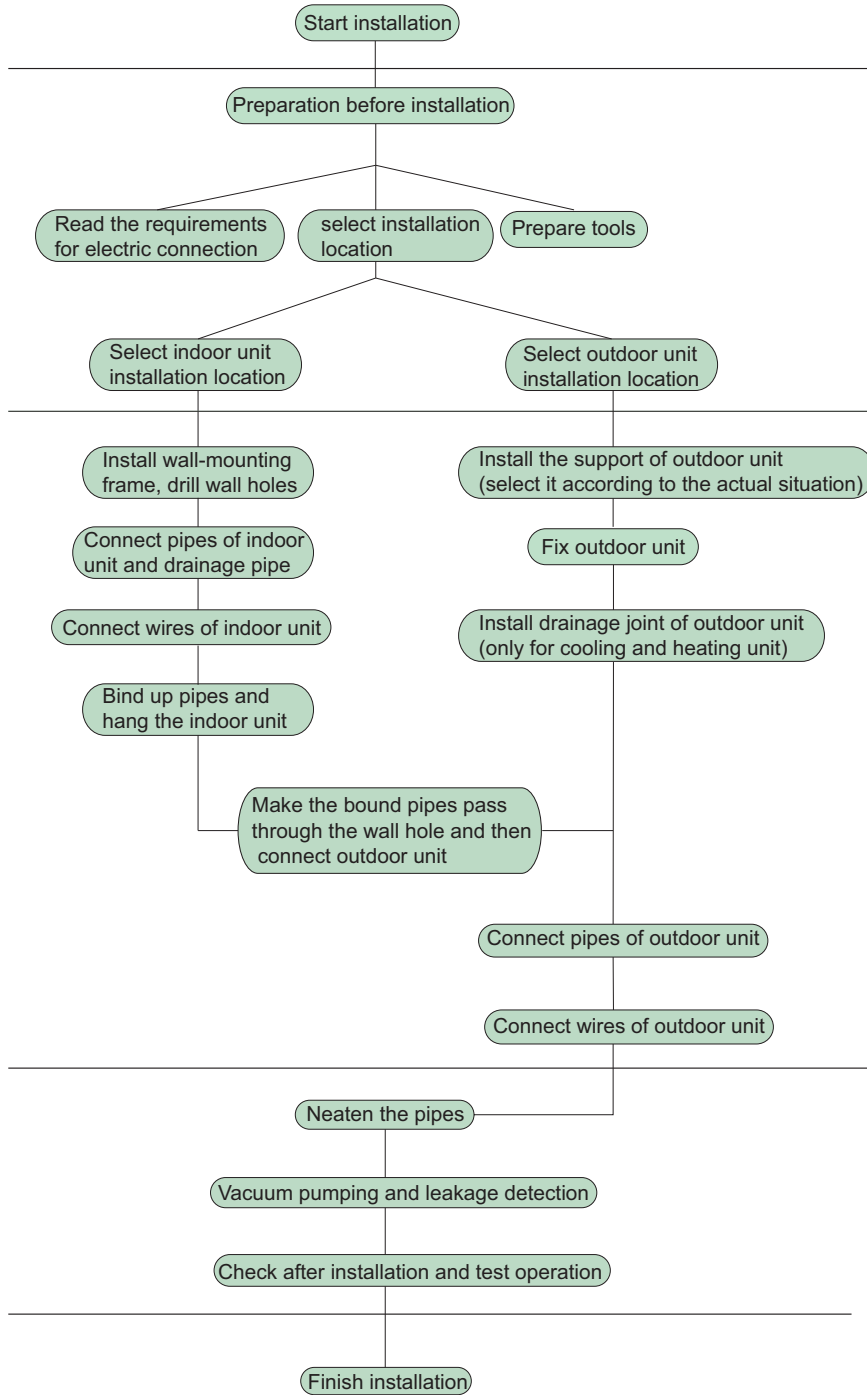 Start installation
Preparation before installation
Read the requirements
for electric connection
select installation
location
Prepare tools
Select indoor unit
installation location
Select outdoor unit
installation location
Install wall-mounting
frame, drill wall holes
Install the support of outdoor unit
(select it according to the actual situation)
Connect pipes of indoor
unit and drainage pipe
Fix outdoor unit
Connect wires of indoor unit
Install drainage joint of outdoor unit
(only for cooling and heating unit)
Bind up pipes and
hang the indoor unit
Make the bound pipes pass
through the wall hole and then
connect outdoor unit
Connect pipes of outdoor unit
Connect wires of outdoor unit
Neaten the pipes
Vacuum pumping and leakage detection
Check after installation and test operation
Finish installation